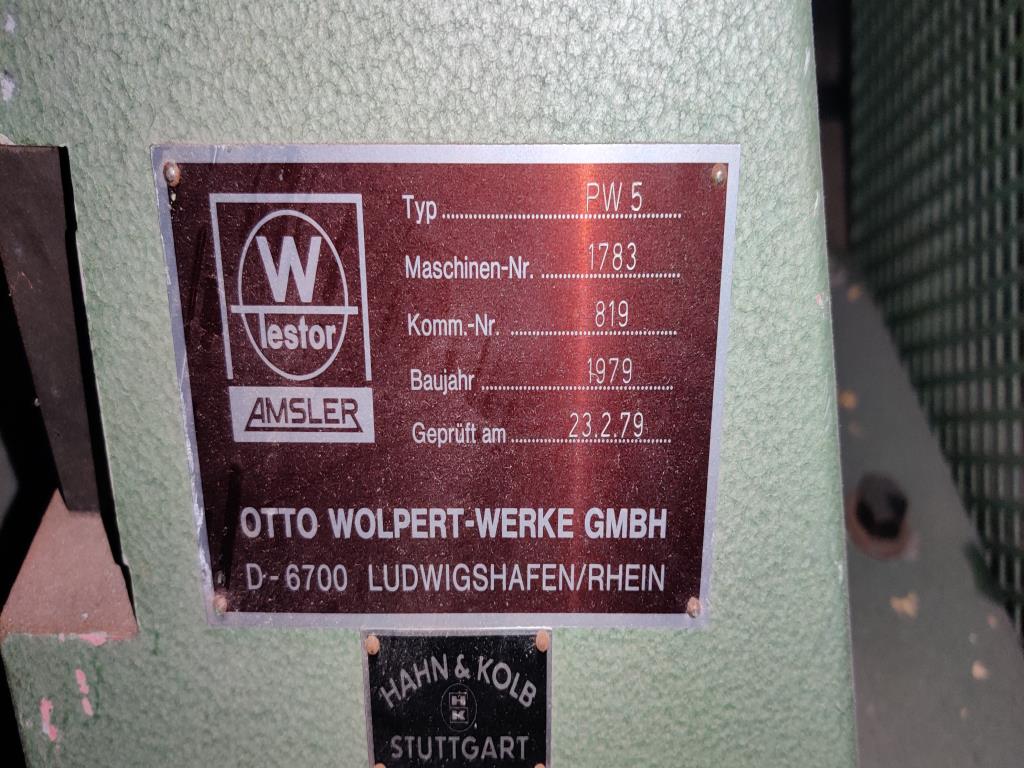 W
Testor
AMSLER
Typ PW 5
Maschinen-Nr. 1783
Komm.-Nr. 819
Baujahr 1979
Geprüft am 23.2.79
OTTO WOLPERT-WERKE GMBH
D-6700 LUDWIGSHAFEN/RHEIN
HAHN & KOLB
H
K
STUTTGART